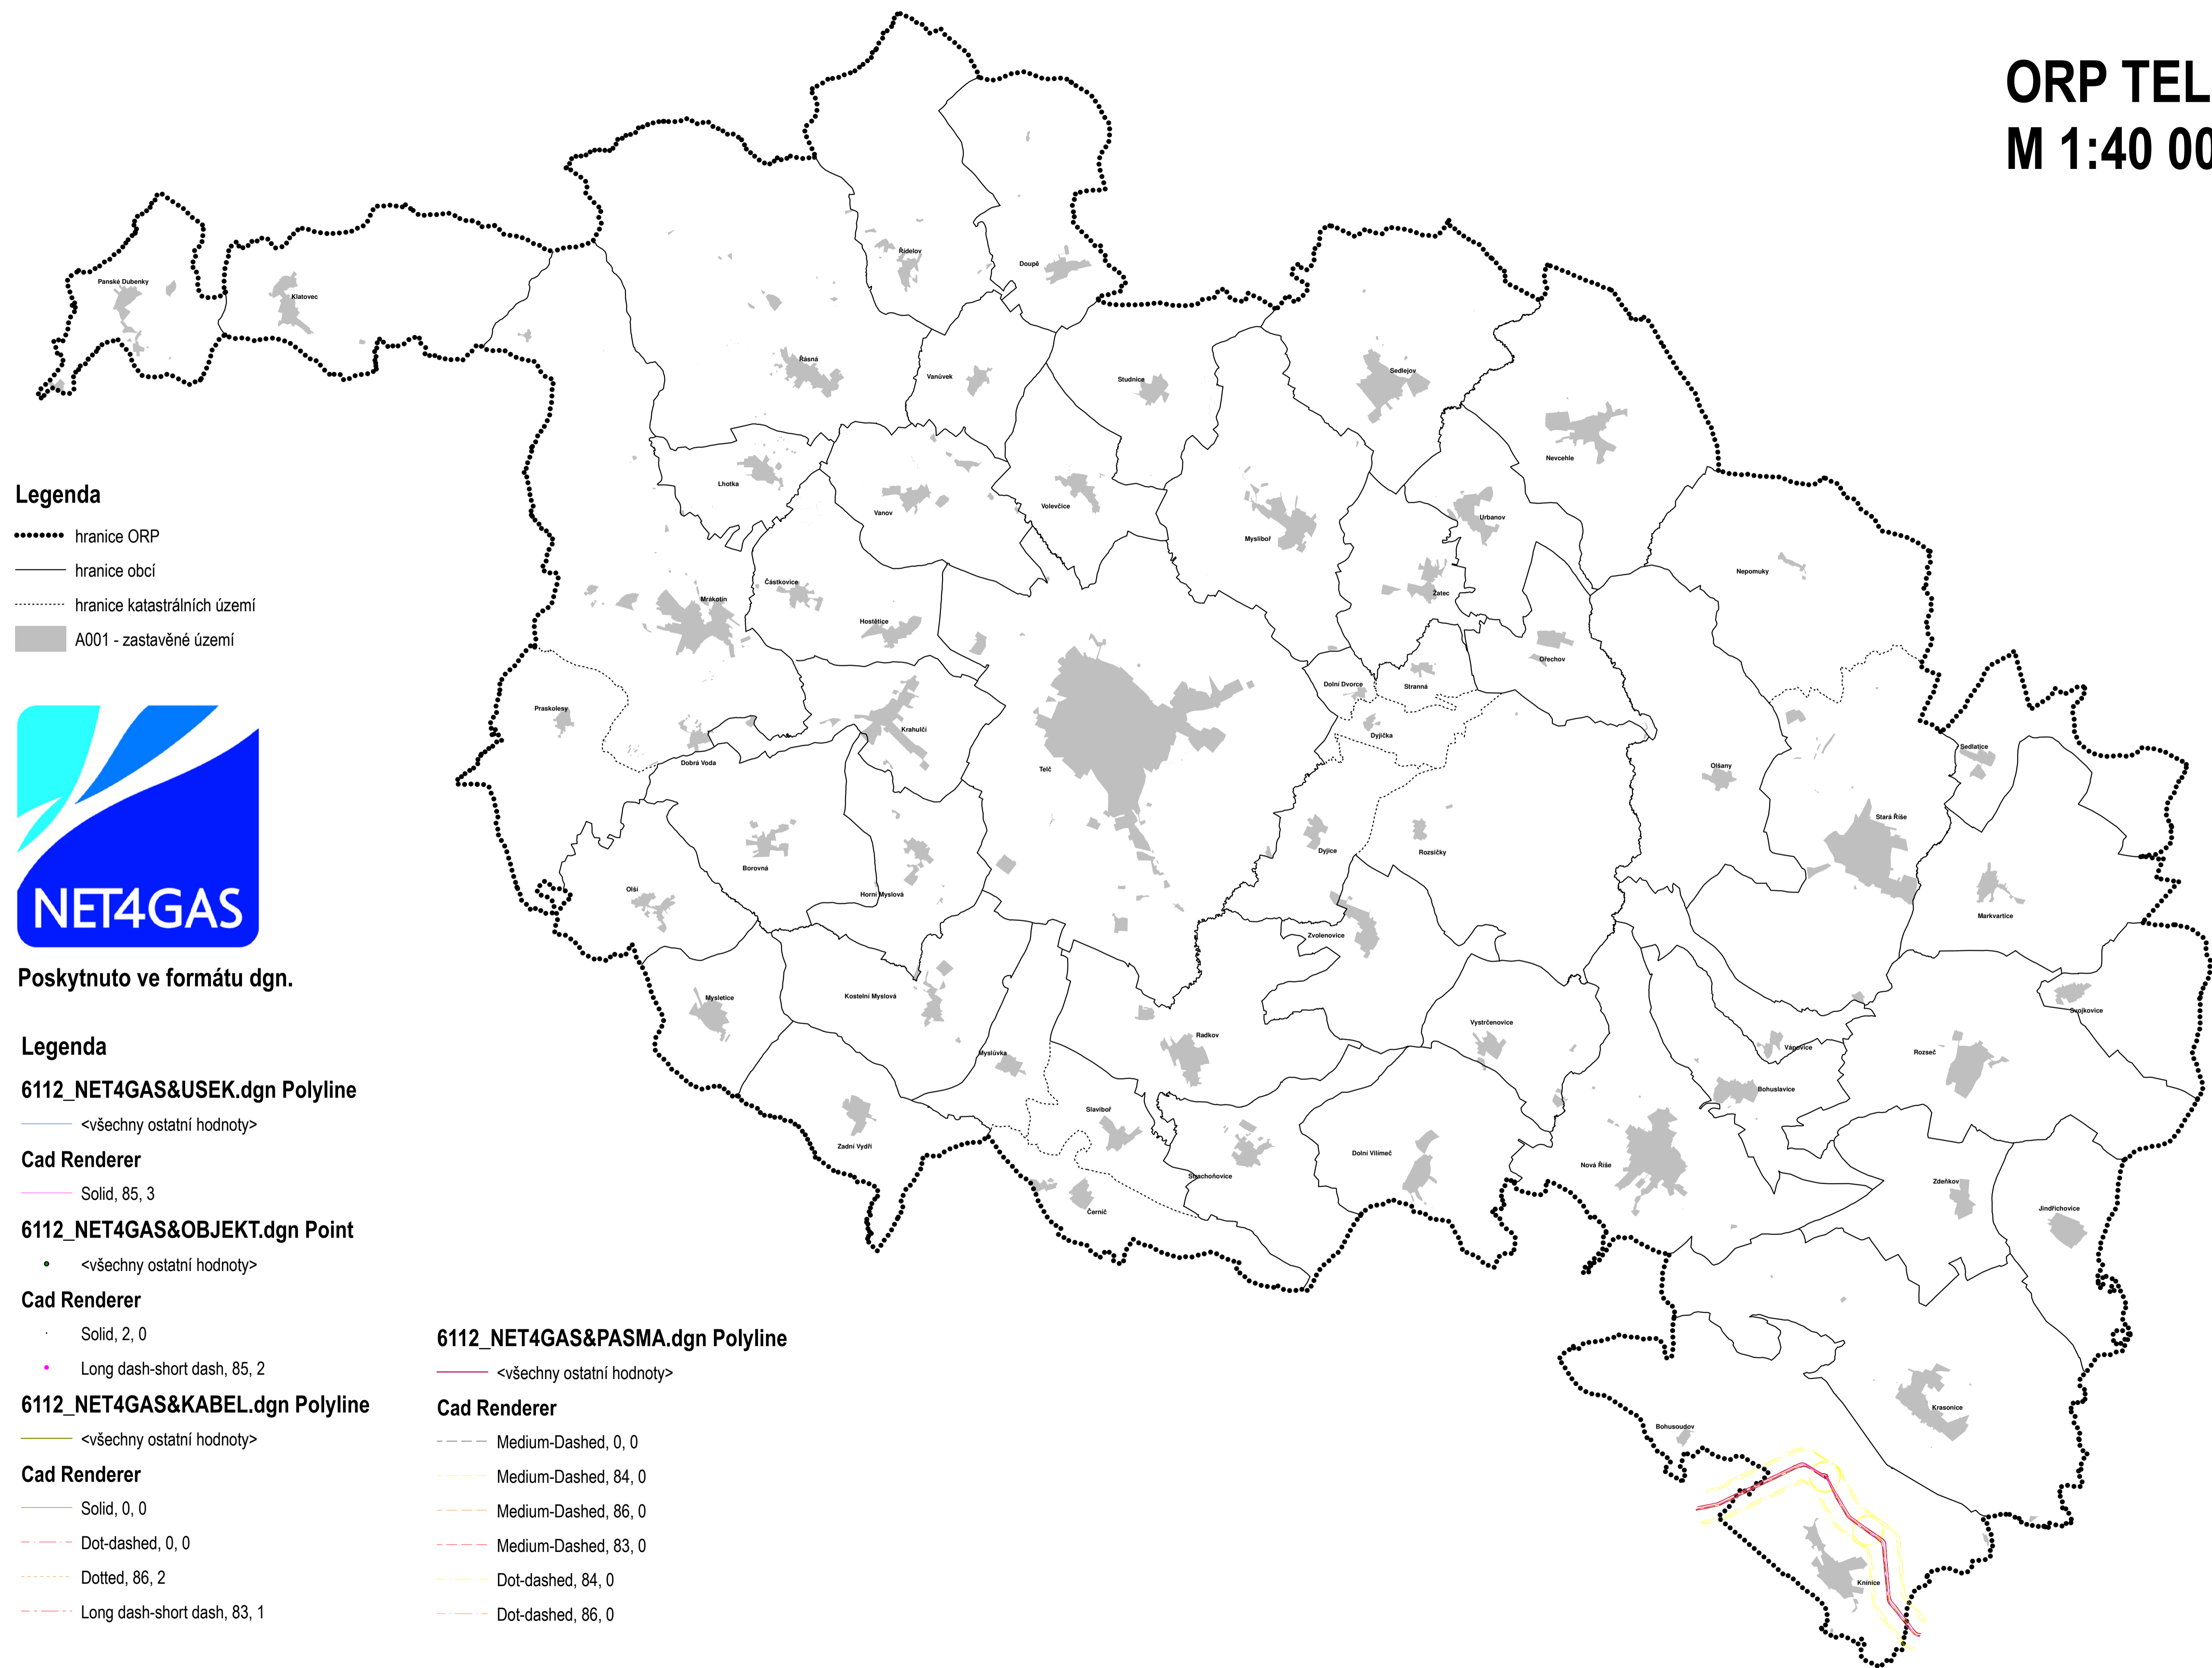 ORP TEL
M 1:40 00
Řídelov
Doupě
Panské Dubenky
Klatovec
Řásná
Vanůvek
Studnice
Sedlejov
Nevcehle
Lhotka
Vanov
Volevčice
Mysliboř
Urbanov
Nepomuky
Částkovice
Mrákotín
Hostětice
Žatec
Ořechov
Dolní Dvorce
Stranná
Praskolesy
Krahulčí
Dyjička
Sedlatice
Dobrá Voda
Telč
Olšany
Stará Říše
Dyjice
Rozsičky
Borovná
Olší
Horní Myslová
Markvartice
Zvolenovice
Mysletice
Kostelní Myslová
Svojkovice
Vystrčenovice
Radkov
Vápovice
Rozseč
Myslůvka
Bohuslavice
Slaviboř
Zadní Vydří
Dolní Vilímeč
Nová Říše
Strachoňovice
Zdeňkov
Černíč
Jindřichovice
Krasonice
Bohusoudov
Knínice
Legenda
hranice ORP
hranice obcí
hranice katastrálních území
A001 - zastavěné území
NET4GAS
Poskytnuto ve formátu dgn.
Legenda
6112_NET4GAS&USEK.dgn Polyline
<všechny ostatní hodnoty>
Cad Renderer
Solid, 85, 3
6112_NET4GAS&OBJEKT.dgn Point
<všechny ostatní hodnoty>
Cad Renderer
Solid, 2, 0
Long dash-short dash, 85, 2
6112_NET4GAS&KABEL.dgn Polyline
<všechny ostatní hodnoty>
Cad Renderer
Solid, 0, 0
Dot-dashed, 0, 0
Dotted, 86, 2
Long dash-short dash, 83, 1
6112_NET4GAS&PASMA.dgn Polyline
<všechny ostatní hodnoty>
Cad Renderer
Medium-Dashed, 0, 0
Medium-Dashed, 84, 0
Medium-Dashed, 86, 0
Medium-Dashed, 83, 0
Dot-dashed, 84, 0
Dot-dashed, 86, 0